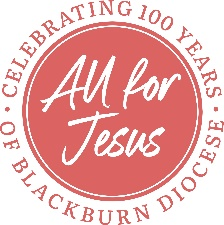 • CELEBRATING 100 YEARS •
All for
Jesus
OF BLACKBURN DIOCESE